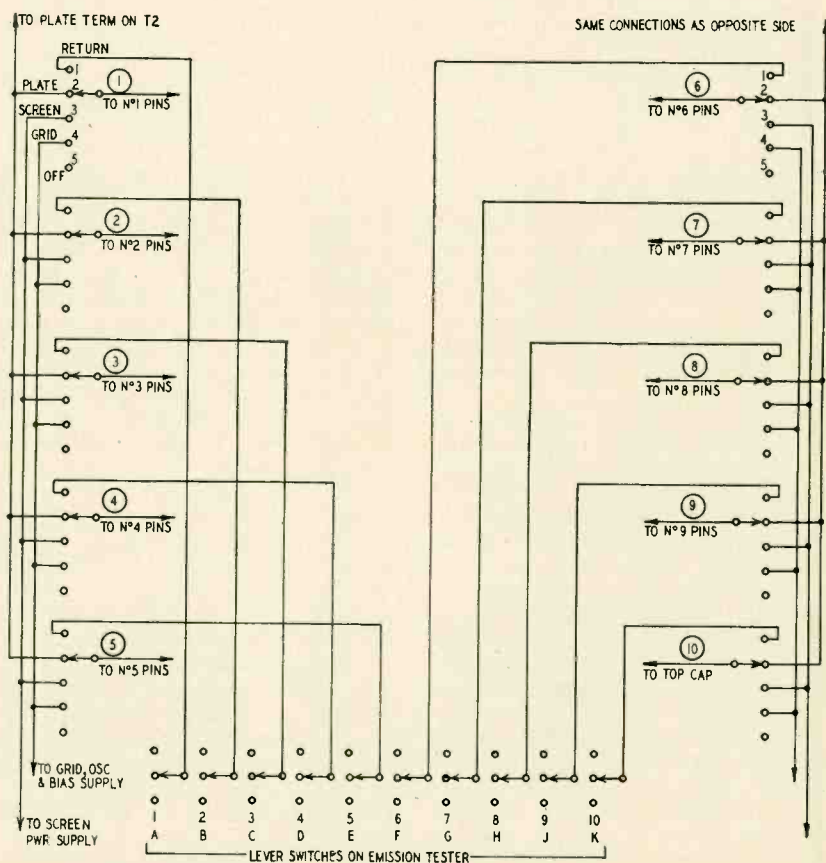 TO PLATE TERM ON T2
SAME CONNECTIONS AS OPPOSITE SIDE
RETURN
1
PLATE 2
1
TO Nº1 PINS
SCREEN 3
GRID 4
5
OFF
6
TO Nº6 PINS
1
2
3
4
5
2
TO Nº2 PINS
7
TO Nº7 PINS
3
TO Nº3 PINS
8
TO Nº8 PINS
4
TO Nº4 PINS
9
TO Nº9 PINS
5
TO Nº5 PINS
10
TO TOP CAP
TO GRID, OSC
& BIAS SUPPLY
TO SCREEN
PWR SUPPLY
1 2 3 4 5 6 7 8 9 10
A B C D E F G H J K
LEVER SWITCHES ON EMISSION TESTER